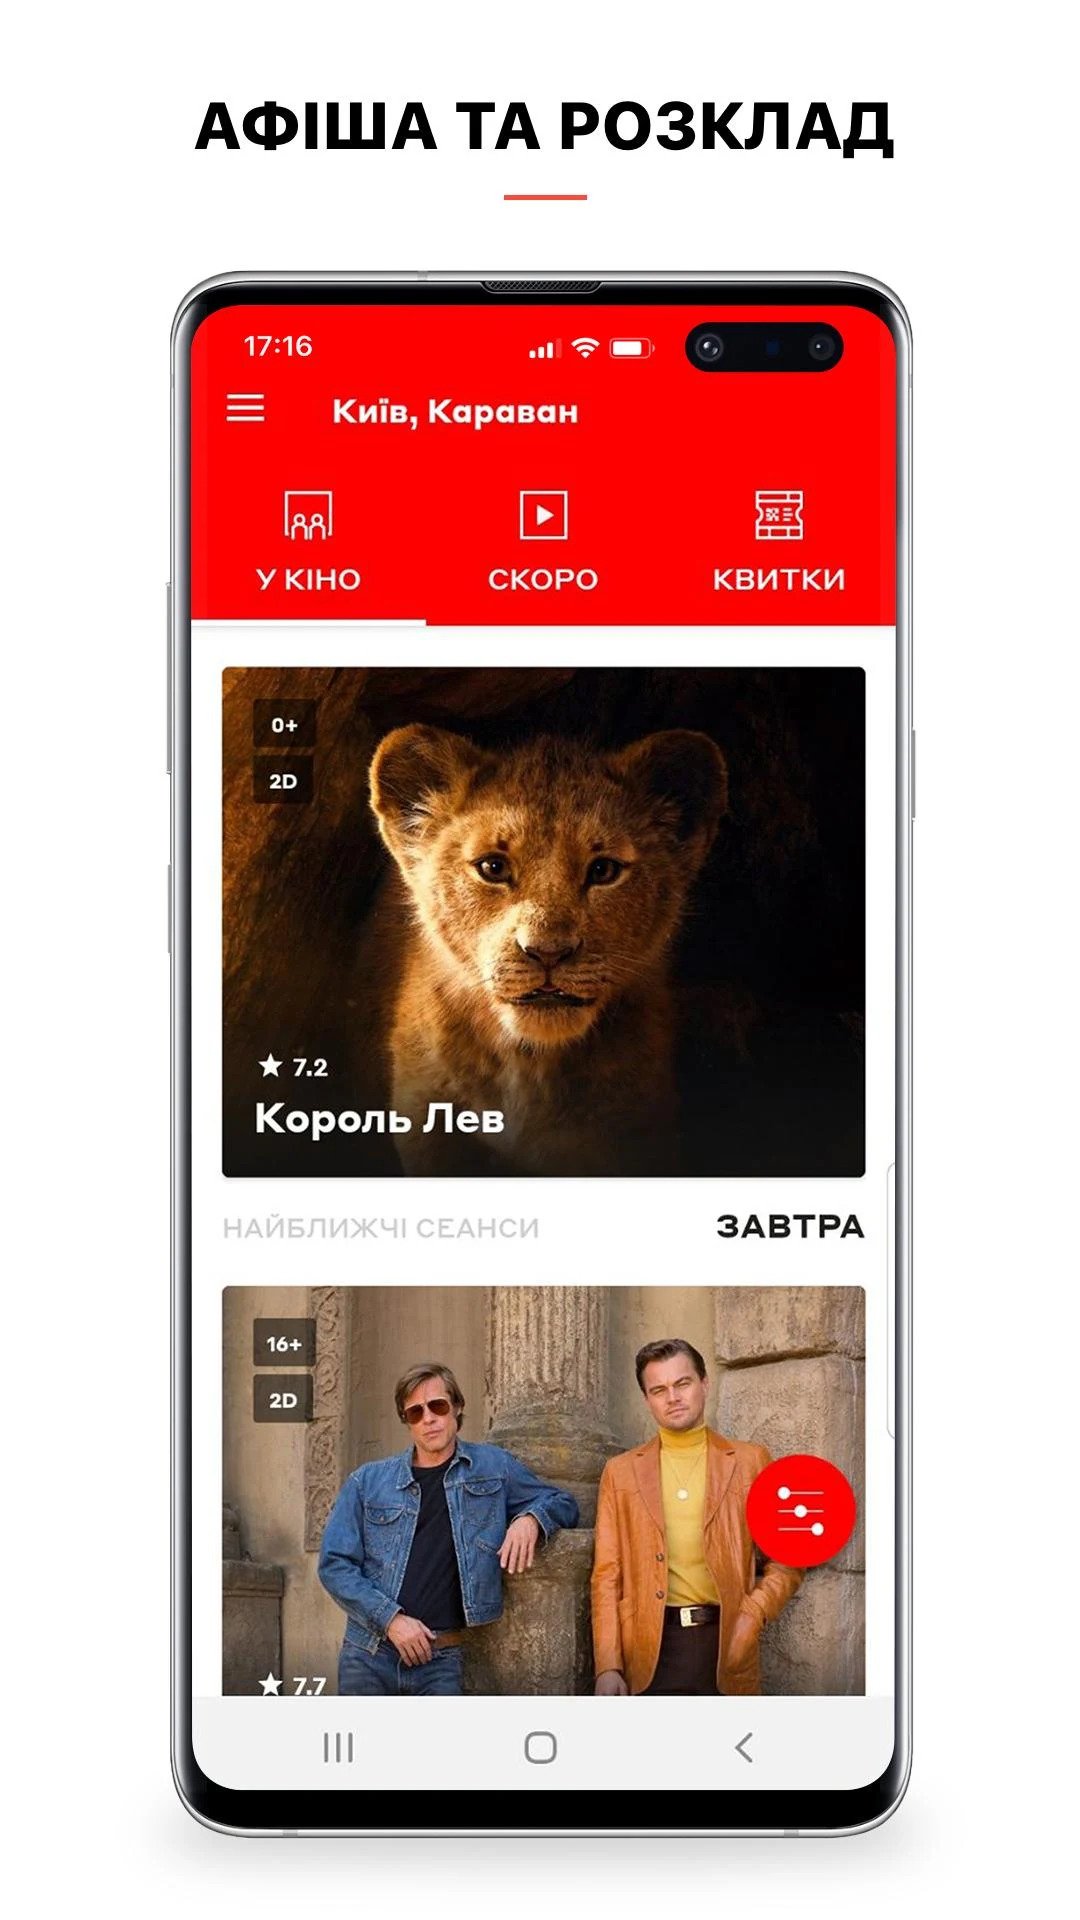 АФІША ТА РОЗКЛАД
17:16
Київ, Караван
У КІНО
СКОРО
КВИТКИ
0+
2D
7.2
Король Лев
НАЙБЛИЖЧІ СЕАНСИ
ЗАВТРА
16+
2D
7.7